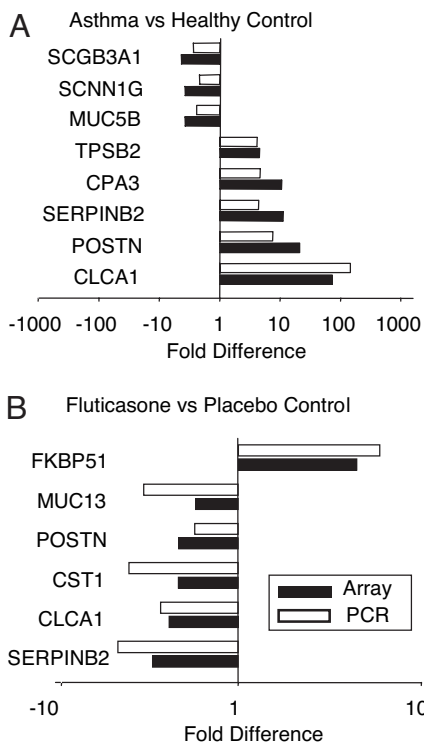 A
Asthma vs Healthy Control
SCGB3A1
SCNN1G
MUC5B
TPSB2
CPA3
SERPINB2
POSTN
CLCA1
-1000 -100 -10 1 10 100 1000
Fold Difference
B
Fluticasone vs Placebo Control
FKBP51
MUC13
POSTN
CST1
CLCA1
SERPINB2
Array
PCR
-10 1 10
Fold Difference